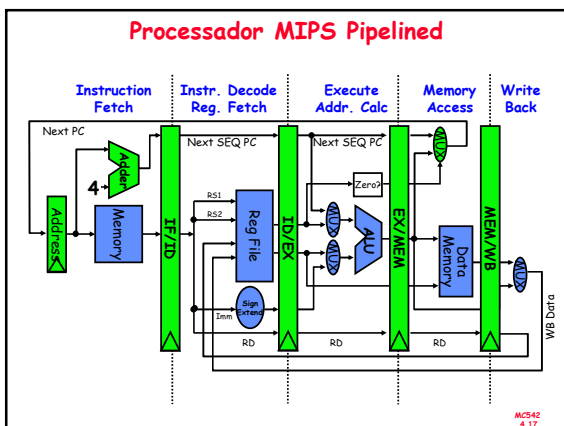 Processador MIPS Pipelined
Instruction Fetch
Instr. Decode Reg. Fetch
Execute Addr. Calc
Memory Access
Write Back
Next PC
Next SEQ PC
Next SEQ PC
MUX
Adder
4
Zero?
RS1
RS2
Address
Memory
IF/ID
Reg File
ID/EX
MUX
MUX
ALU
EX/MEM
Data Memory
MEM/WB
MUX
Imm
Sign Extend
RD
RD
RD
WB Data
MC542
4.17